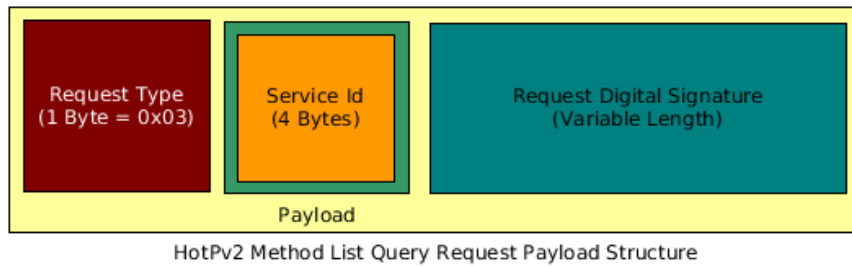 Request Type
(1 Byte = 0x03)
Service Id
(4 Bytes)
Request Digital Signature
(Variable Length)
Payload
HotPv2 Method List Query Request Payload Structure